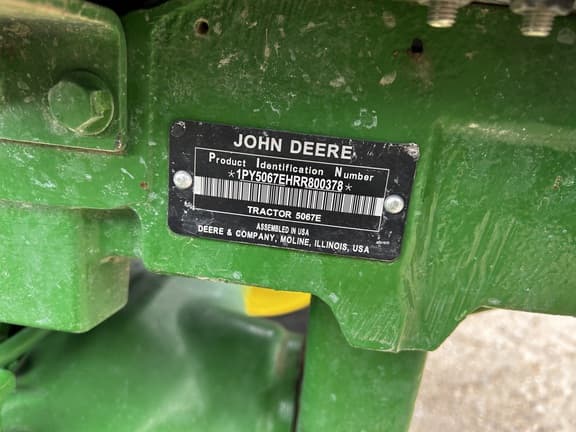 JOHN DEERE
Product Identification Number
*1PY5067EHRR800378*
TRACTOR 5067E
ASSEMBLED IN USA
DEERE & COMPANY, MOLINE, ILLINOIS, USA